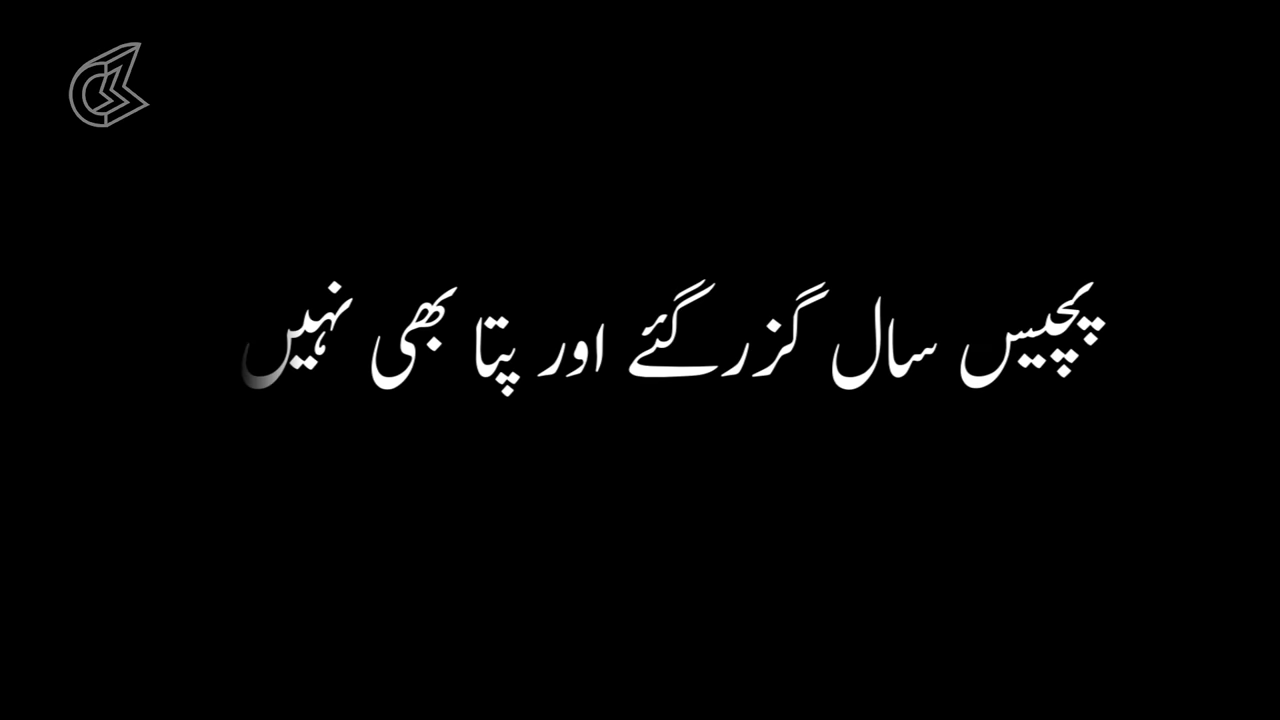 پچیس سال گزر گئے اور پتا بھی نہیں